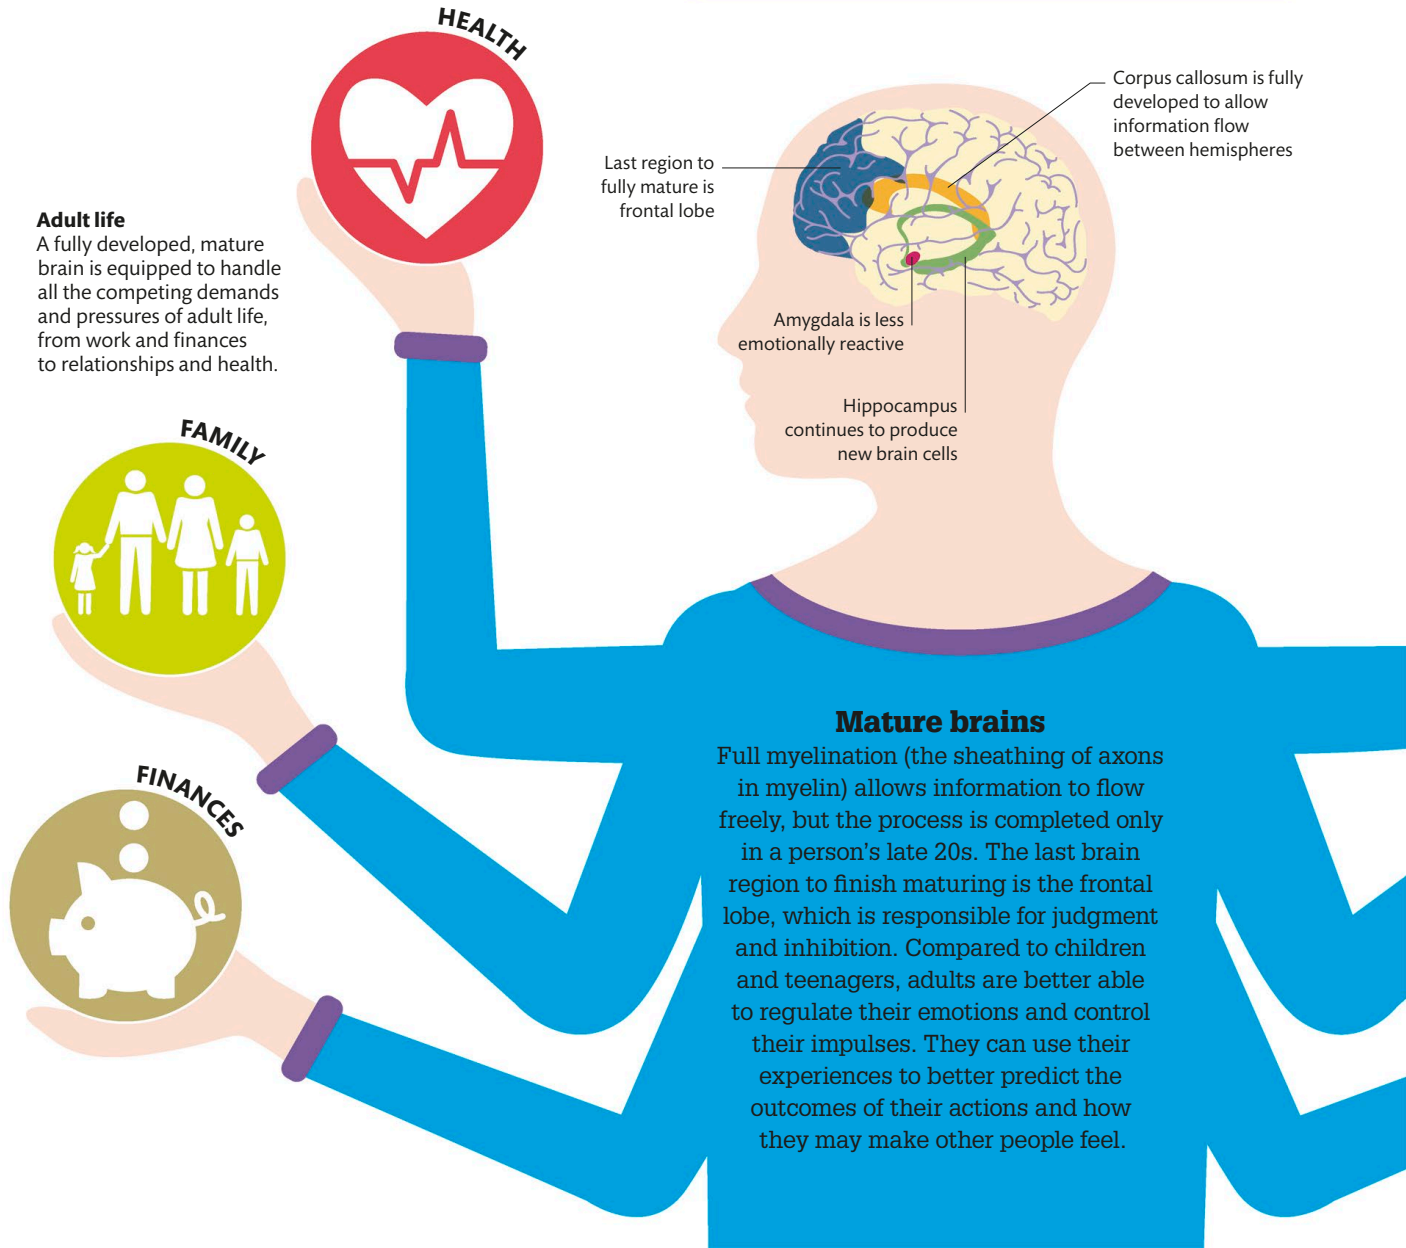 HEALTH
Adult life
A fully developed, mature
brain is equipped to handle
all the competing demands
and pressures of adult life,
from work and finances
to relationships and health.
Last region to
fully mature is
frontal lobe
Corpus callosum is fully
developed to allow
information flow
between hemispheres
Amygdala is less
emotionally reactive
Hippocampus
continues to produce
new brain cells
FAMILY
FINANCES
Mature brains
Full myelination (the sheathing of axons
in myelin) allows information to flow
freely, but the process is completed only
in a person's late 20s. The last brain
region to finish maturing is the frontal
lobe, which is responsible for judgment
and inhibition. Compared to children
and teenagers, adults are better able
to regulate their emotions and control
their impulses. They can use their
experiences to better predict the
outcomes of their actions and how
they may make other people feel.